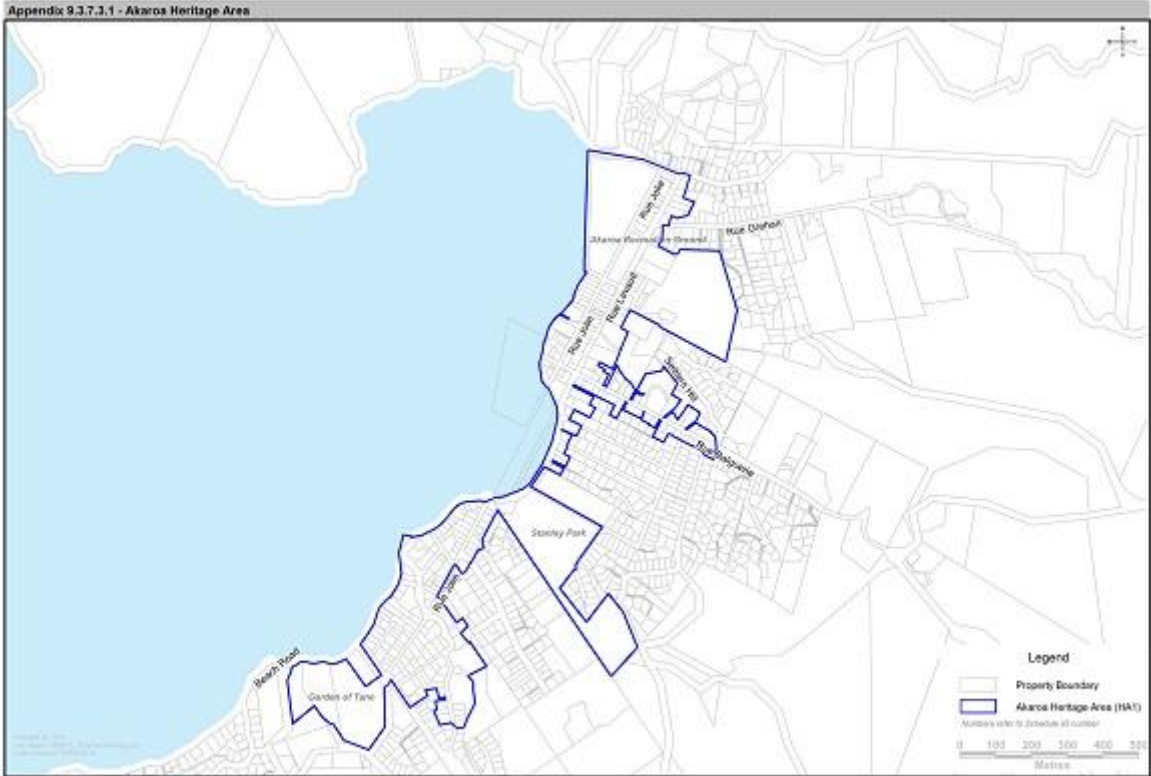 Appendix 9.3.7.3.1 - Akaroa Heritage Area
Rue Jolie
Rue Grehan
Akaroa Recreation Ground
Rue Lavaud
Rue Jolie
Settlers Hill
Rue Balguerie
Stanley Park
Rue Jolie
Beach Road
Garden of Tane
Legend
Property Boundary
Akaroa Heritage Area (HA1)
Numbers refer to Schedule ID number
0 100 200 300 400 500
Metres